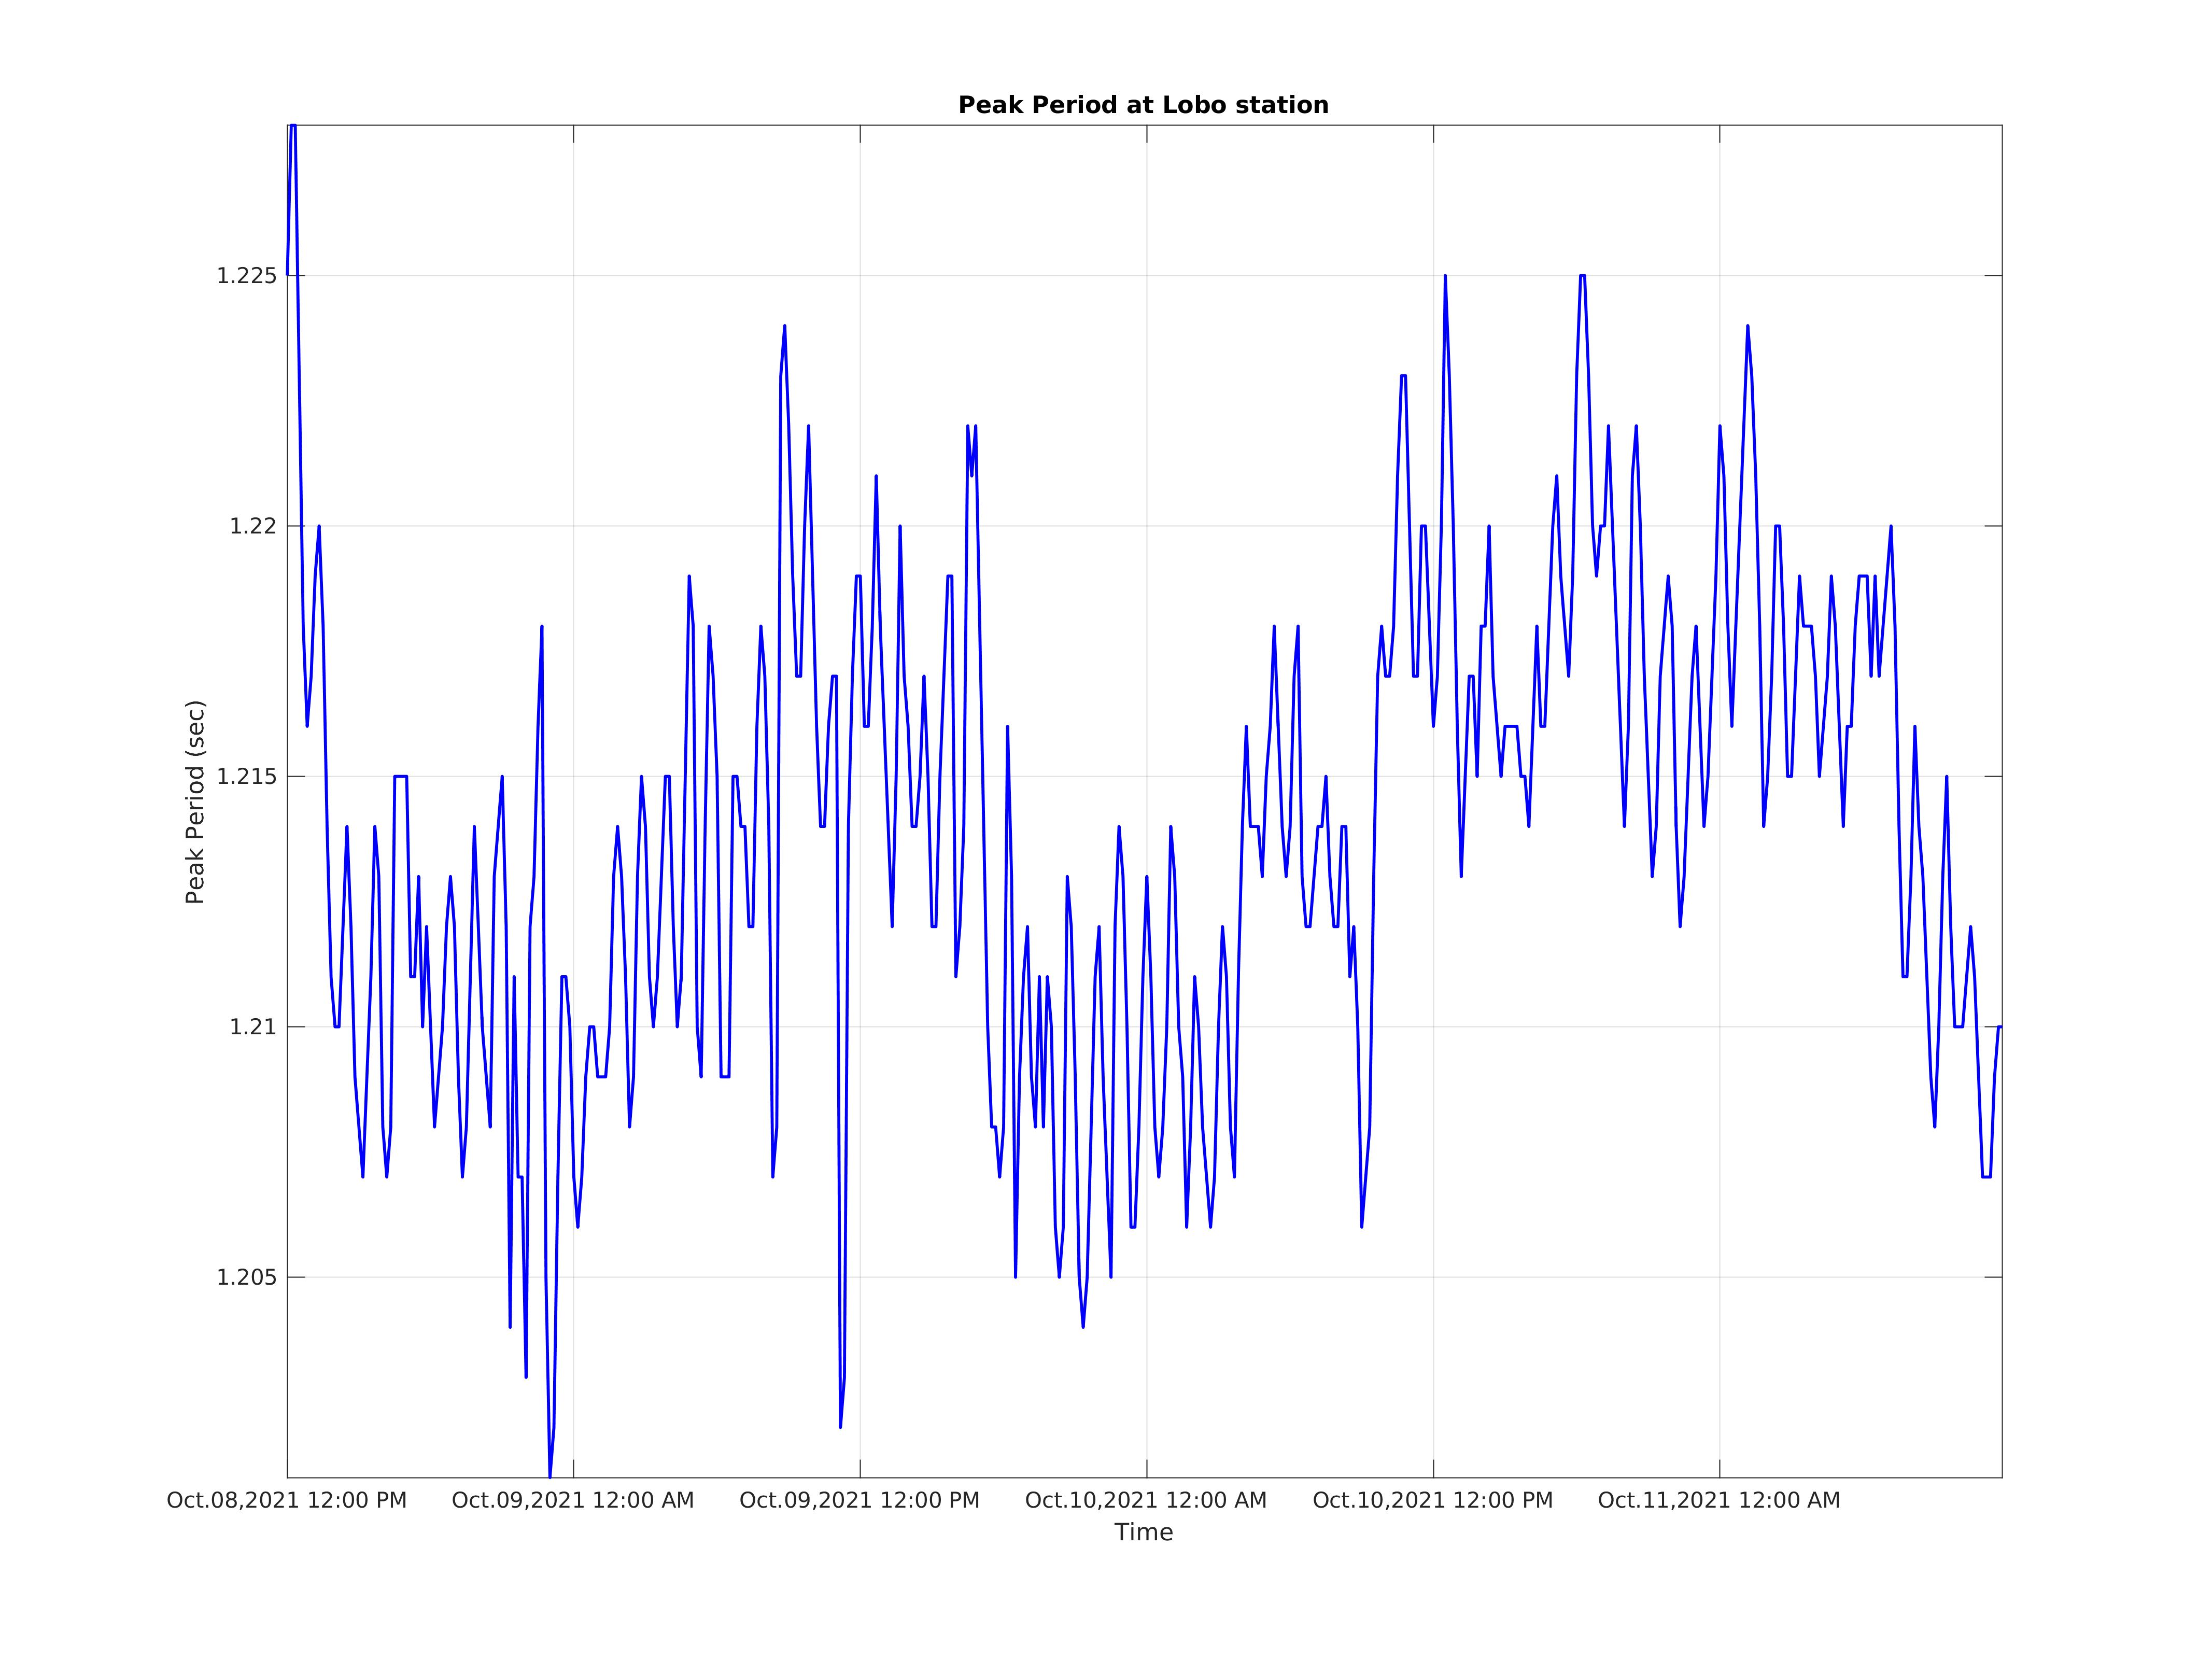 Peak Period at Lobo station
1.225
1.22
1.215
1.21
1.205
Peak Period (sec)
Oct.08,2021 12:00 PM
Oct.09,2021 12:00 AM
Oct.09,2021 12:00 PM
Oct.10,2021 12:00 AM
Oct.10,2021 12:00 PM
Oct.11,2021 12:00 AM
Time